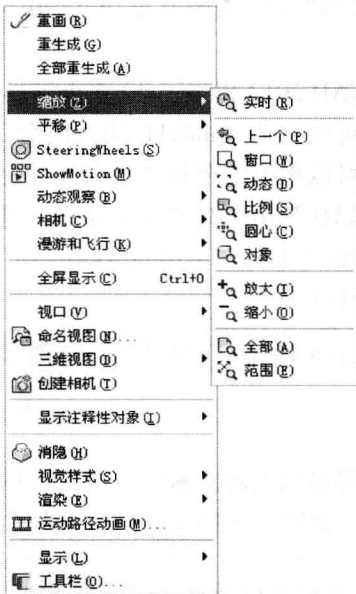 重画(R)
重生成(G)
全部重生成(A)
缩放(Z)
平移(P)
SteeringWheels(S)
ShowMotion(M)
动态观察(B)
相机(C)
漫游和飞行(K)
全屏显示(C) Ctrl+0
视口(V)
命名视图(N)...
三维视图(D)
创建相机(T)
显示注释性对象(I)
消隐(H)
视觉样式(S)
渲染(E)
运动路径动画(M)...
显示(L)
工具栏(O)...
实时(R)
上一个(P)
窗口(W)
动态(D)
比例(S)
圆心(C)
对象
放大(I)
缩小(O)
全部(A)
范围(E)